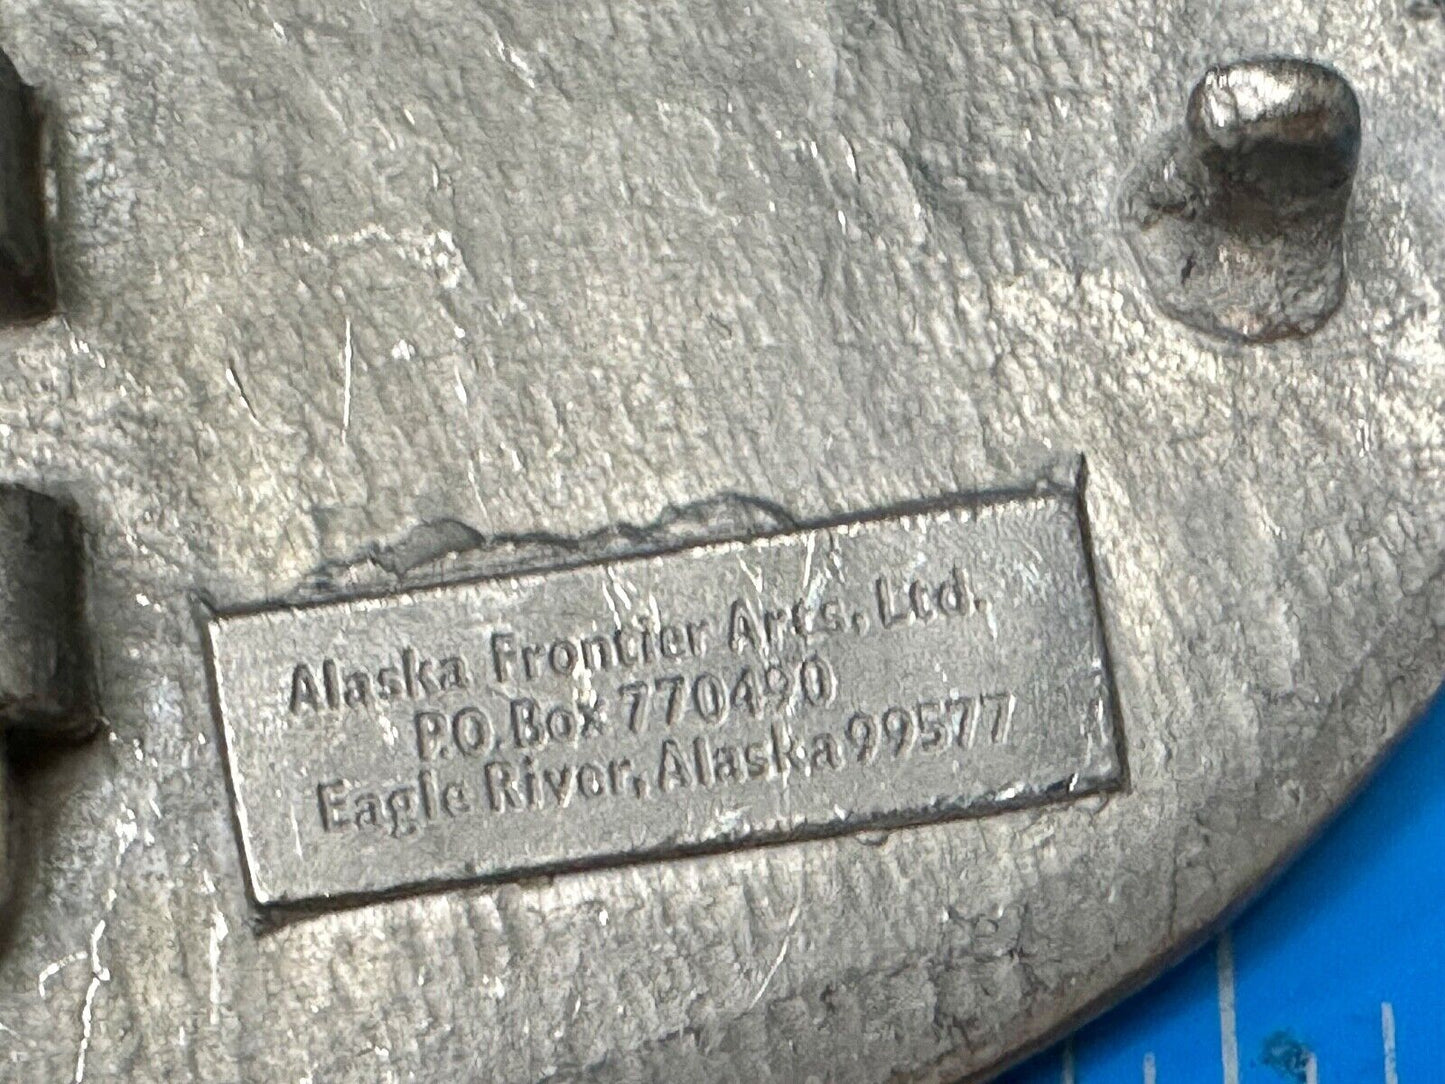 Alaska Frontier Arts, Ltd.
P.O. Box 770490
Eagle River, Alaska 99577